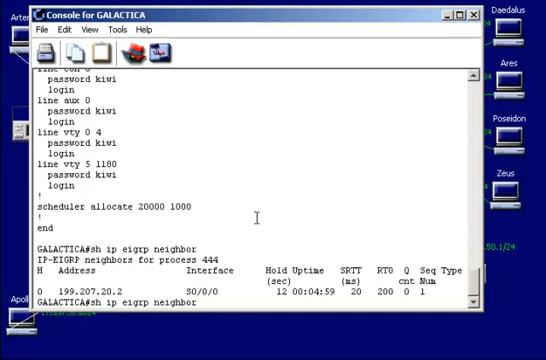 Console for GALACTICA
File Edit View Tools Help
line con 0
password kiwi
login
line aux 0
password kiwi
login
line vty 0 4
password kiwi
login
line vty 5 1180
password kiwi
login
!
scheduler allocate 20000 1000
!
end
GALACTICA#sh ip eigrp neighbor
IP-EIGRP neighbors for process 444
H Address Interface Hold Uptime SRTT RTO Q Seq Type
(sec) (ms) cnt Num
0 199.207.20.2 S0/0/0 12 00:04:59 20 200 0 1
GALACTICA#sh ip eigrp neighbor
Daedalus
Ares
Poseidon
Zeus
50.1/24
Apoll
Arter